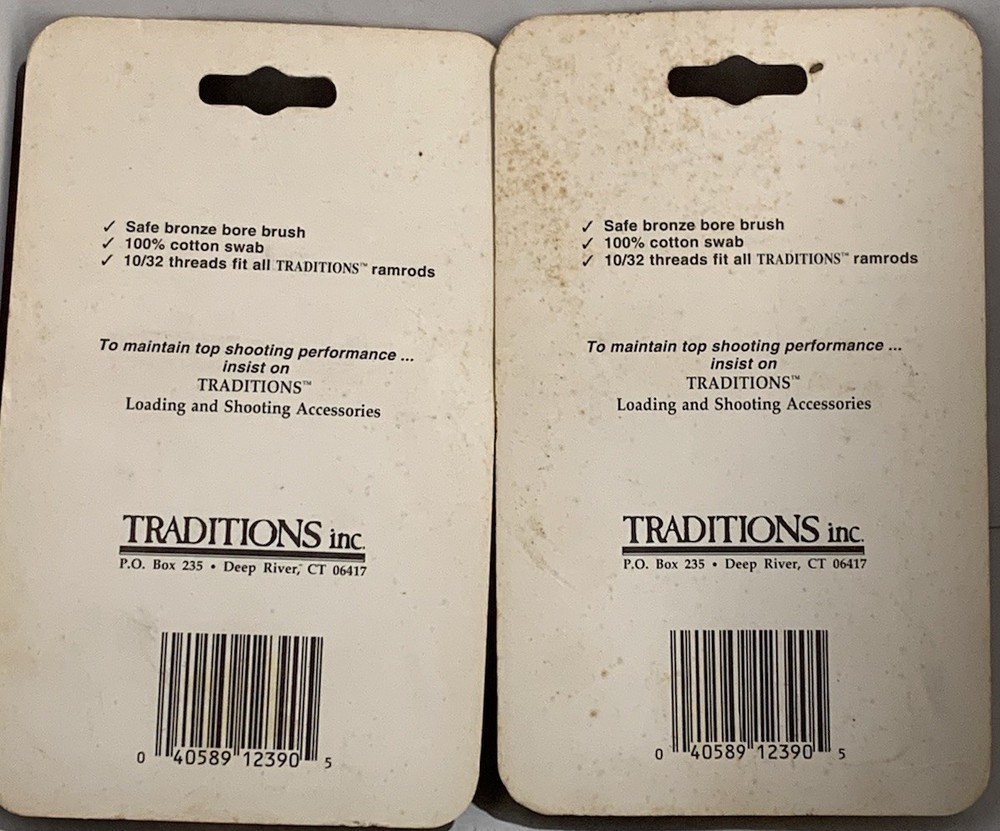 ✓ Safe bronze bore brush
✓ 100% cotton swab
✓ 10/32 threads fit all TRADITIONS™ ramrods
To maintain top shooting performance ...
insist on
TRADITIONS™
Loading and Shooting Accessories
TRADITIONS inc.
P.O. Box 235 • Deep River, CT 06417
0 40589 12390 5
✓ Safe bronze bore brush
✓ 100% cotton swab
✓ 10/32 threads fit all TRADITIONS™ ramrods
To maintain top shooting performance ...
insist on
TRADITIONS™
Loading and Shooting Accessories
TRADITIONS inc.
P.O. Box 235 • Deep River, CT 06417
0 40589 12390 5